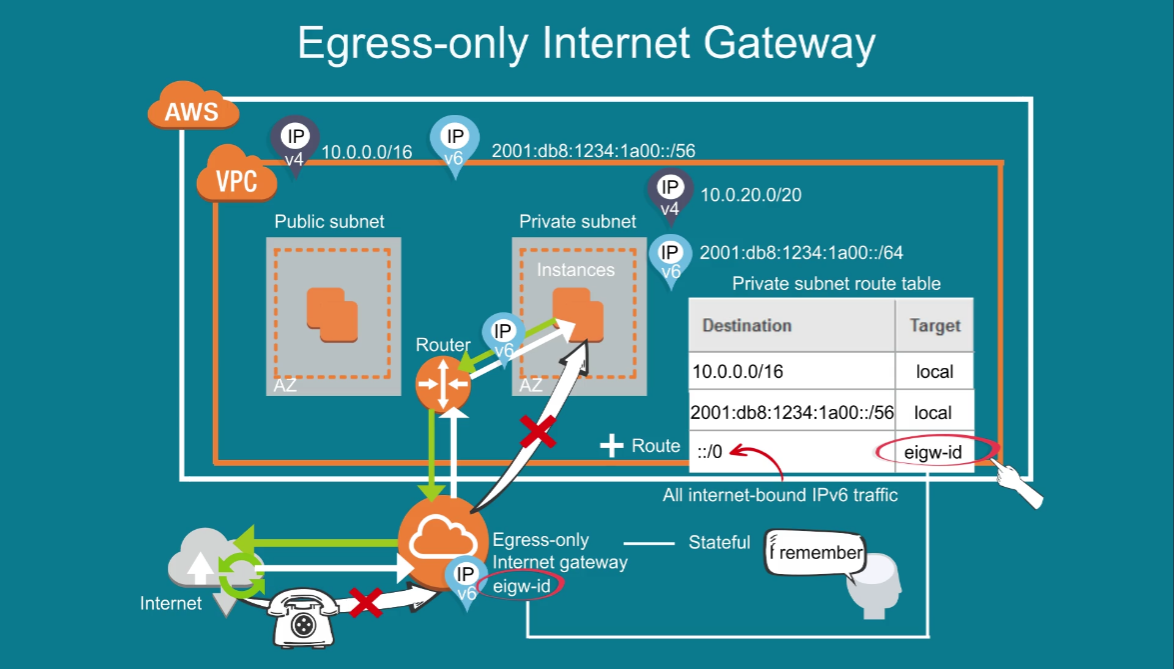 Egress-only Internet Gateway
AWS
IP
v4
10.0.0.0/16
IP
v6
2001:db8:1234:1a00::/56
VPC
IP
v4
10.0.20.0/20
Public subnet
Private subnet
IP
v6
2001:db8:1234:1a00::/64
Instances
Private subnet route table
Destination Target
10.0.0.0/16 local
2001:db8:1234:1a00::/56 local
::/0 eigw-id
Router
IP
v6
AZ
AZ
+ Route
All internet-bound IPv6 traffic
Egress-only
Internet gateway
Stateful
I remember
IP
v6
eigw-id
Internet